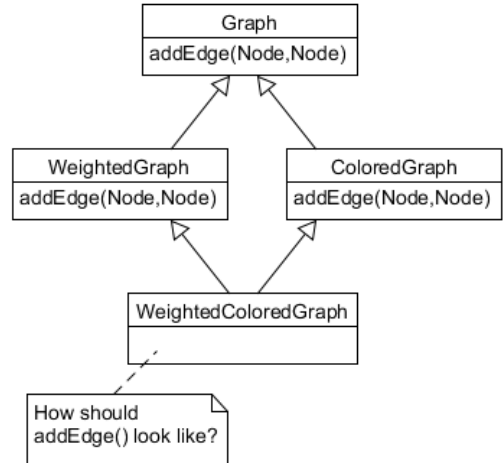 Graph
addEdge(Node,Node)
WeightedGraph
addEdge(Node,Node)
ColoredGraph
addEdge(Node,Node)
WeightedColoredGraph
How should
addEdge() look like?